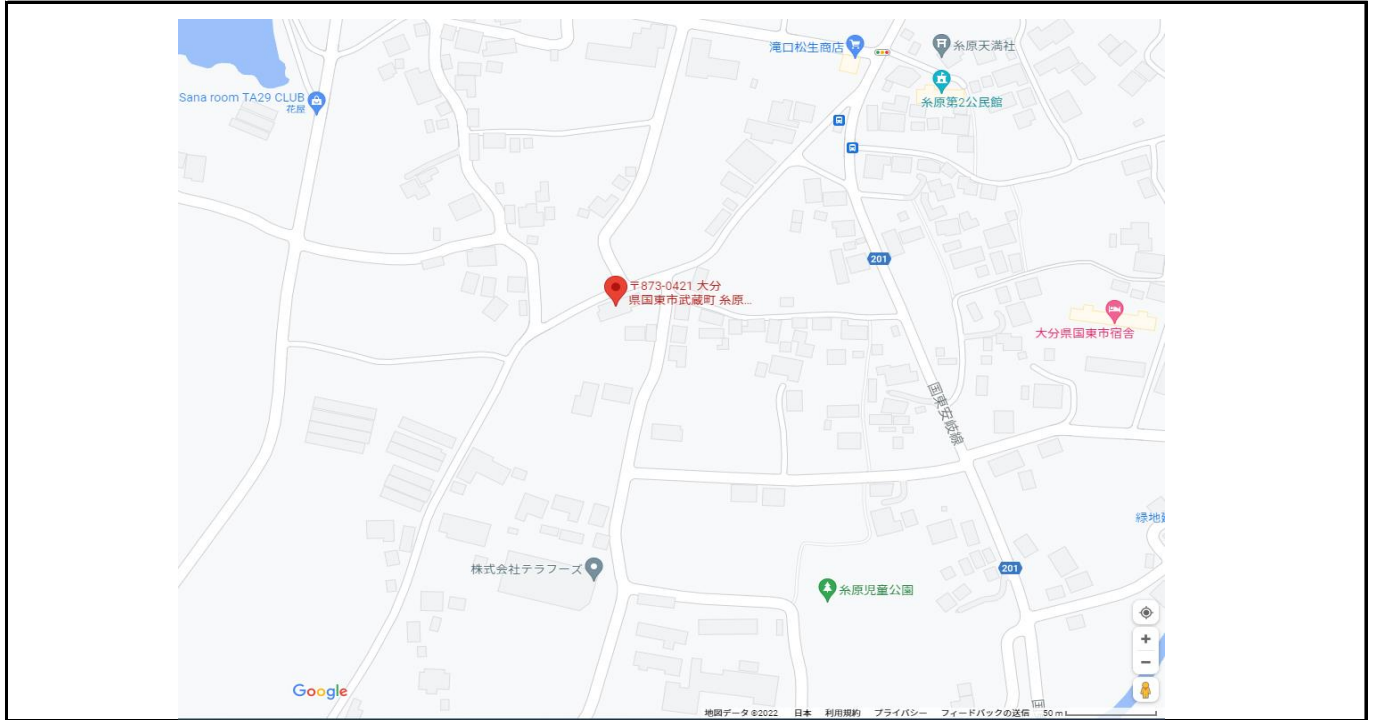 滝口松生商店
糸原天満社
Sana room TA29 CLUB
花屋
糸原第2公民館
201
〒873-0421 大分
県国東市武蔵町 糸原...
大分県国東市宿舎
国東安岐線
緑地
株式会社テラフーズ
201
糸原児童公園
Google
国
地図データ ©2022 日本 利用規約 プライバシー フィードバックの送信 50 m